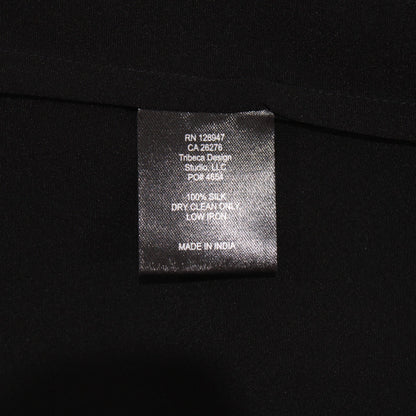 RN 128947
CA 26276
Tribeca Design
Studio, LLC
PO# 4654
100% SILK
DRY CLEAN ONLY,
LOW IRON
MADE IN INDIA